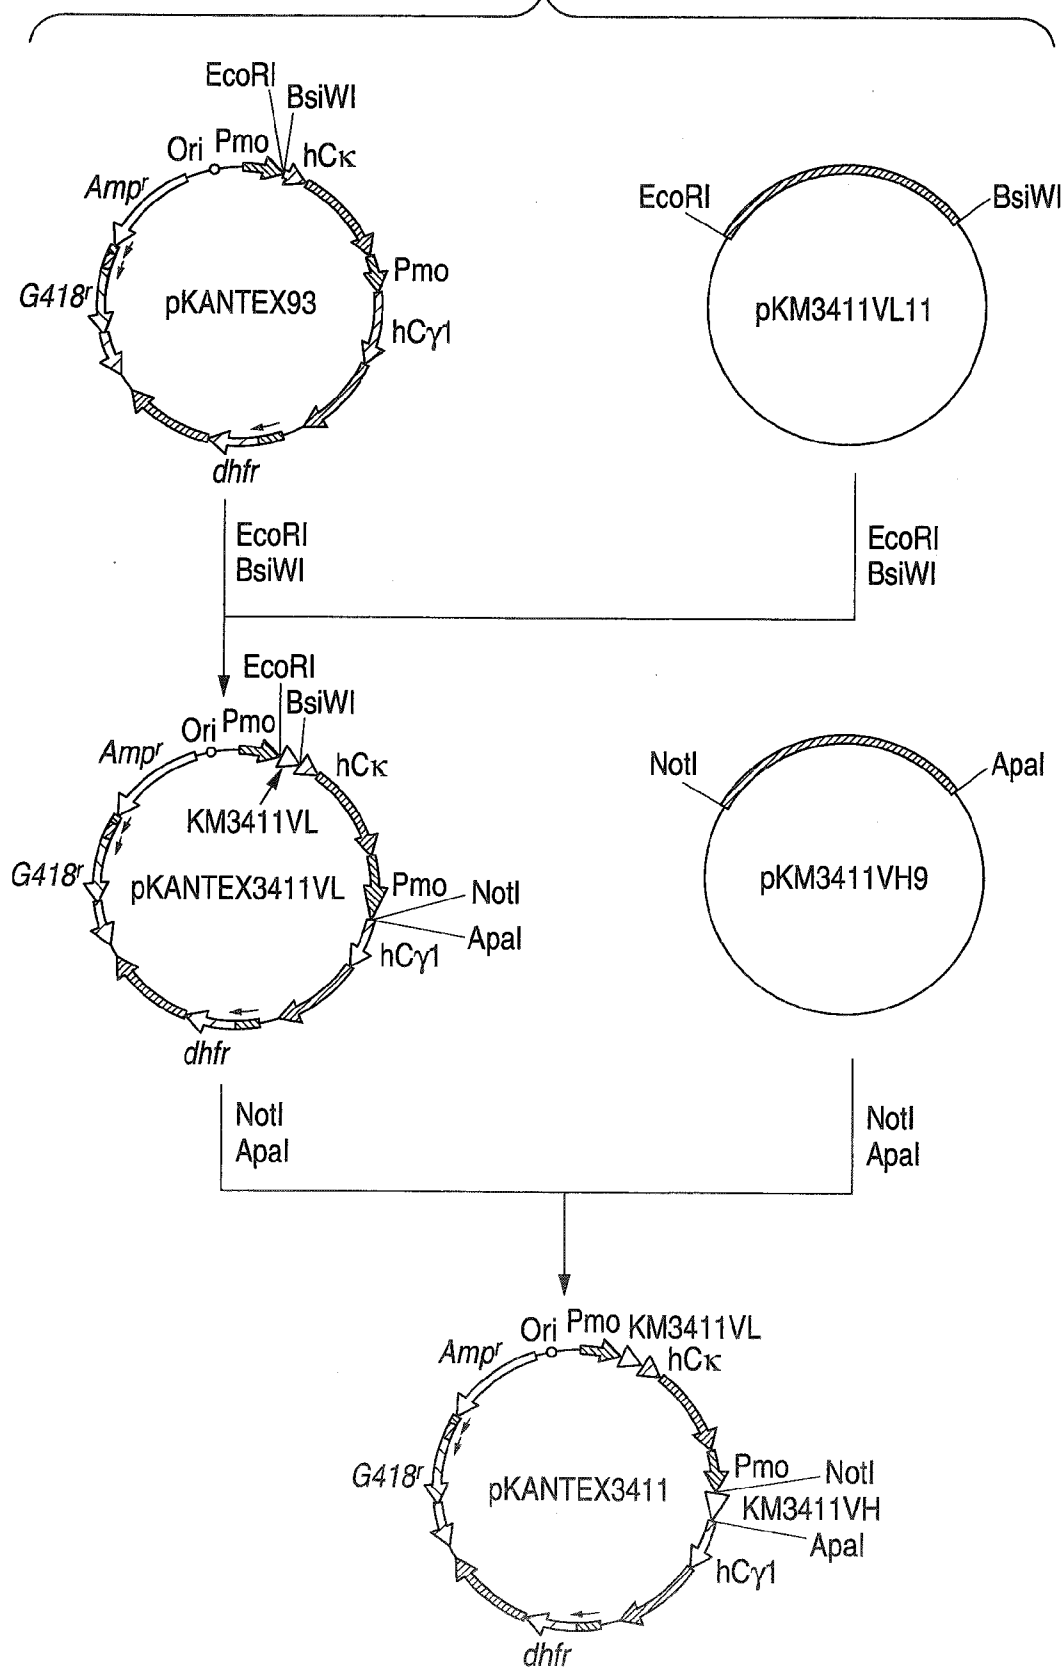 EcoRI
BsiWI
Ori
Pmo
hCκ
Ampr
Pmo
G418r
pKANTEX93
hCγ1
dhfr
EcoRI
BsiWI
pKM3411VL11
EcoRI
BsiWI
EcoRI
BsiWI
EcoRI
BsiWI
Ori
Pmo
Ampr
hCκ
KM3411VL
G418r
pKANTEX3411VL
Pmo
NotI
ApaI
hCγ1
dhfr
NotI
ApaI
pKM3411VH9
NotI
ApaI
NotI
ApaI
Ori
Pmo
KM3411VL
Ampr
hCκ
Pmo
NotI
G418r
pKANTEX3411
KM3411VH
ApaI
hCγ1
dhfr